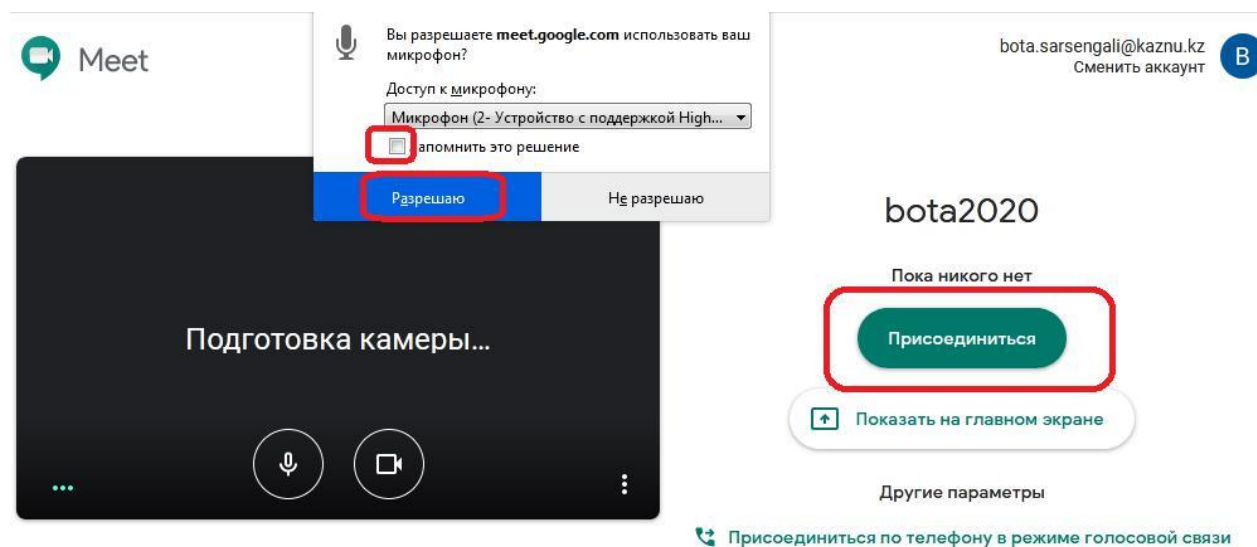 Meet
Вы разрешаете meet.google.com использовать ваш
микрофон?
Доступ к микрофону:
Микрофон (2- Устройство с поддержкой High...
апомнить это решение
Разрешаю
Не разрешаю
bota.sarsengali@kaznu.kz
Сменить аккаунт
B
Подготовка камеры...
bota2020
Пока никого нет
Присоединиться
Показать на главном экране
Другие параметры
Присоединиться по телефону в режиме голосовой связи